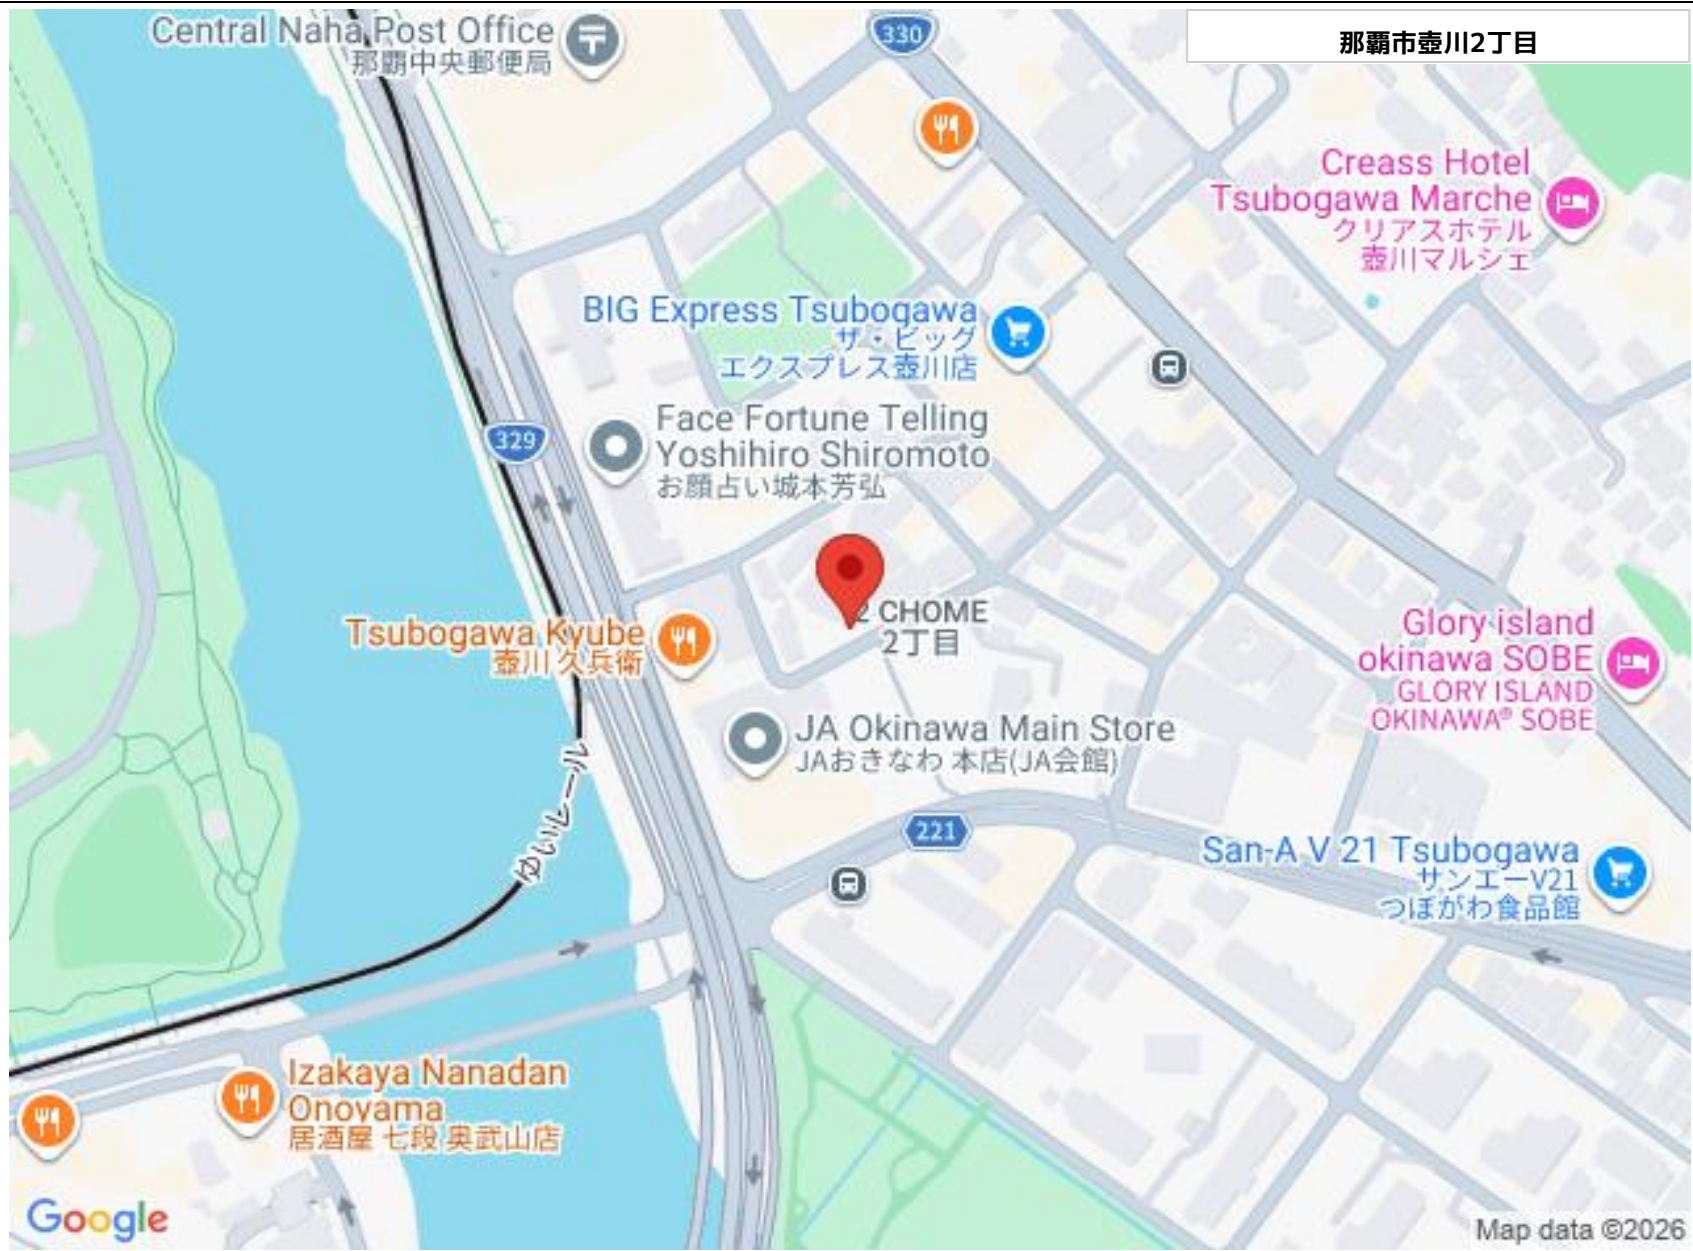 Central Naha Post Office
那覇中央郵便局
330
那覇市壺川2丁目
Creass Hotel
Tsubogawa Marche
クリアスホテル
壺川マルシェ
BIG Express Tsubogawa
ザ・ビッグ
エクスプレス壺川店
329
Face Fortune Telling
Yoshihiro Shiromoto
お顔占い城本芳弘
2 CHOME
2丁目
Tsubogawa Kyube
壺川 久兵衛
Glory island
okinawa SOBE
GLORY ISLAND
OKINAWA® SOBE
JA Okinawa Main Store
JAおきなわ 本店(JA会館)
ゆいレール
221
San-A V 21 Tsubogawa
サンエーV21
つぼがわ食品館
Izakaya Nanadan
Onoyama
居酒屋 七段 奥武山店
Google
Map data ©2026